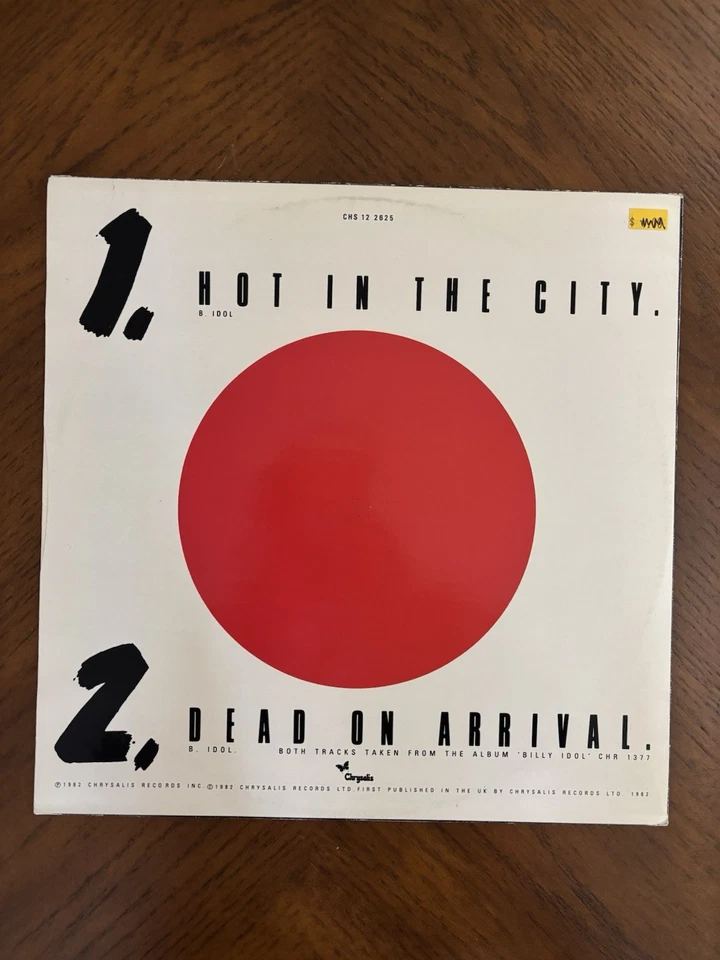 CHS 12 2625
$
1. HOT IN THE CITY.
B. IDOL
2. DEAD ON ARRIVAL.
B. IDOL. BOTH TRACKS TAKEN FROM THE ALBUM 'BILLY IDOL' CHR 1377
Chrysalis
℗1982 CHRYSALIS RECORDS INC. ©1982 CHRYSALIS RECORDS LTD. FIRST PUBLISHED IN THE UK BY CHRYSALIS RECORDS LTD. 1982